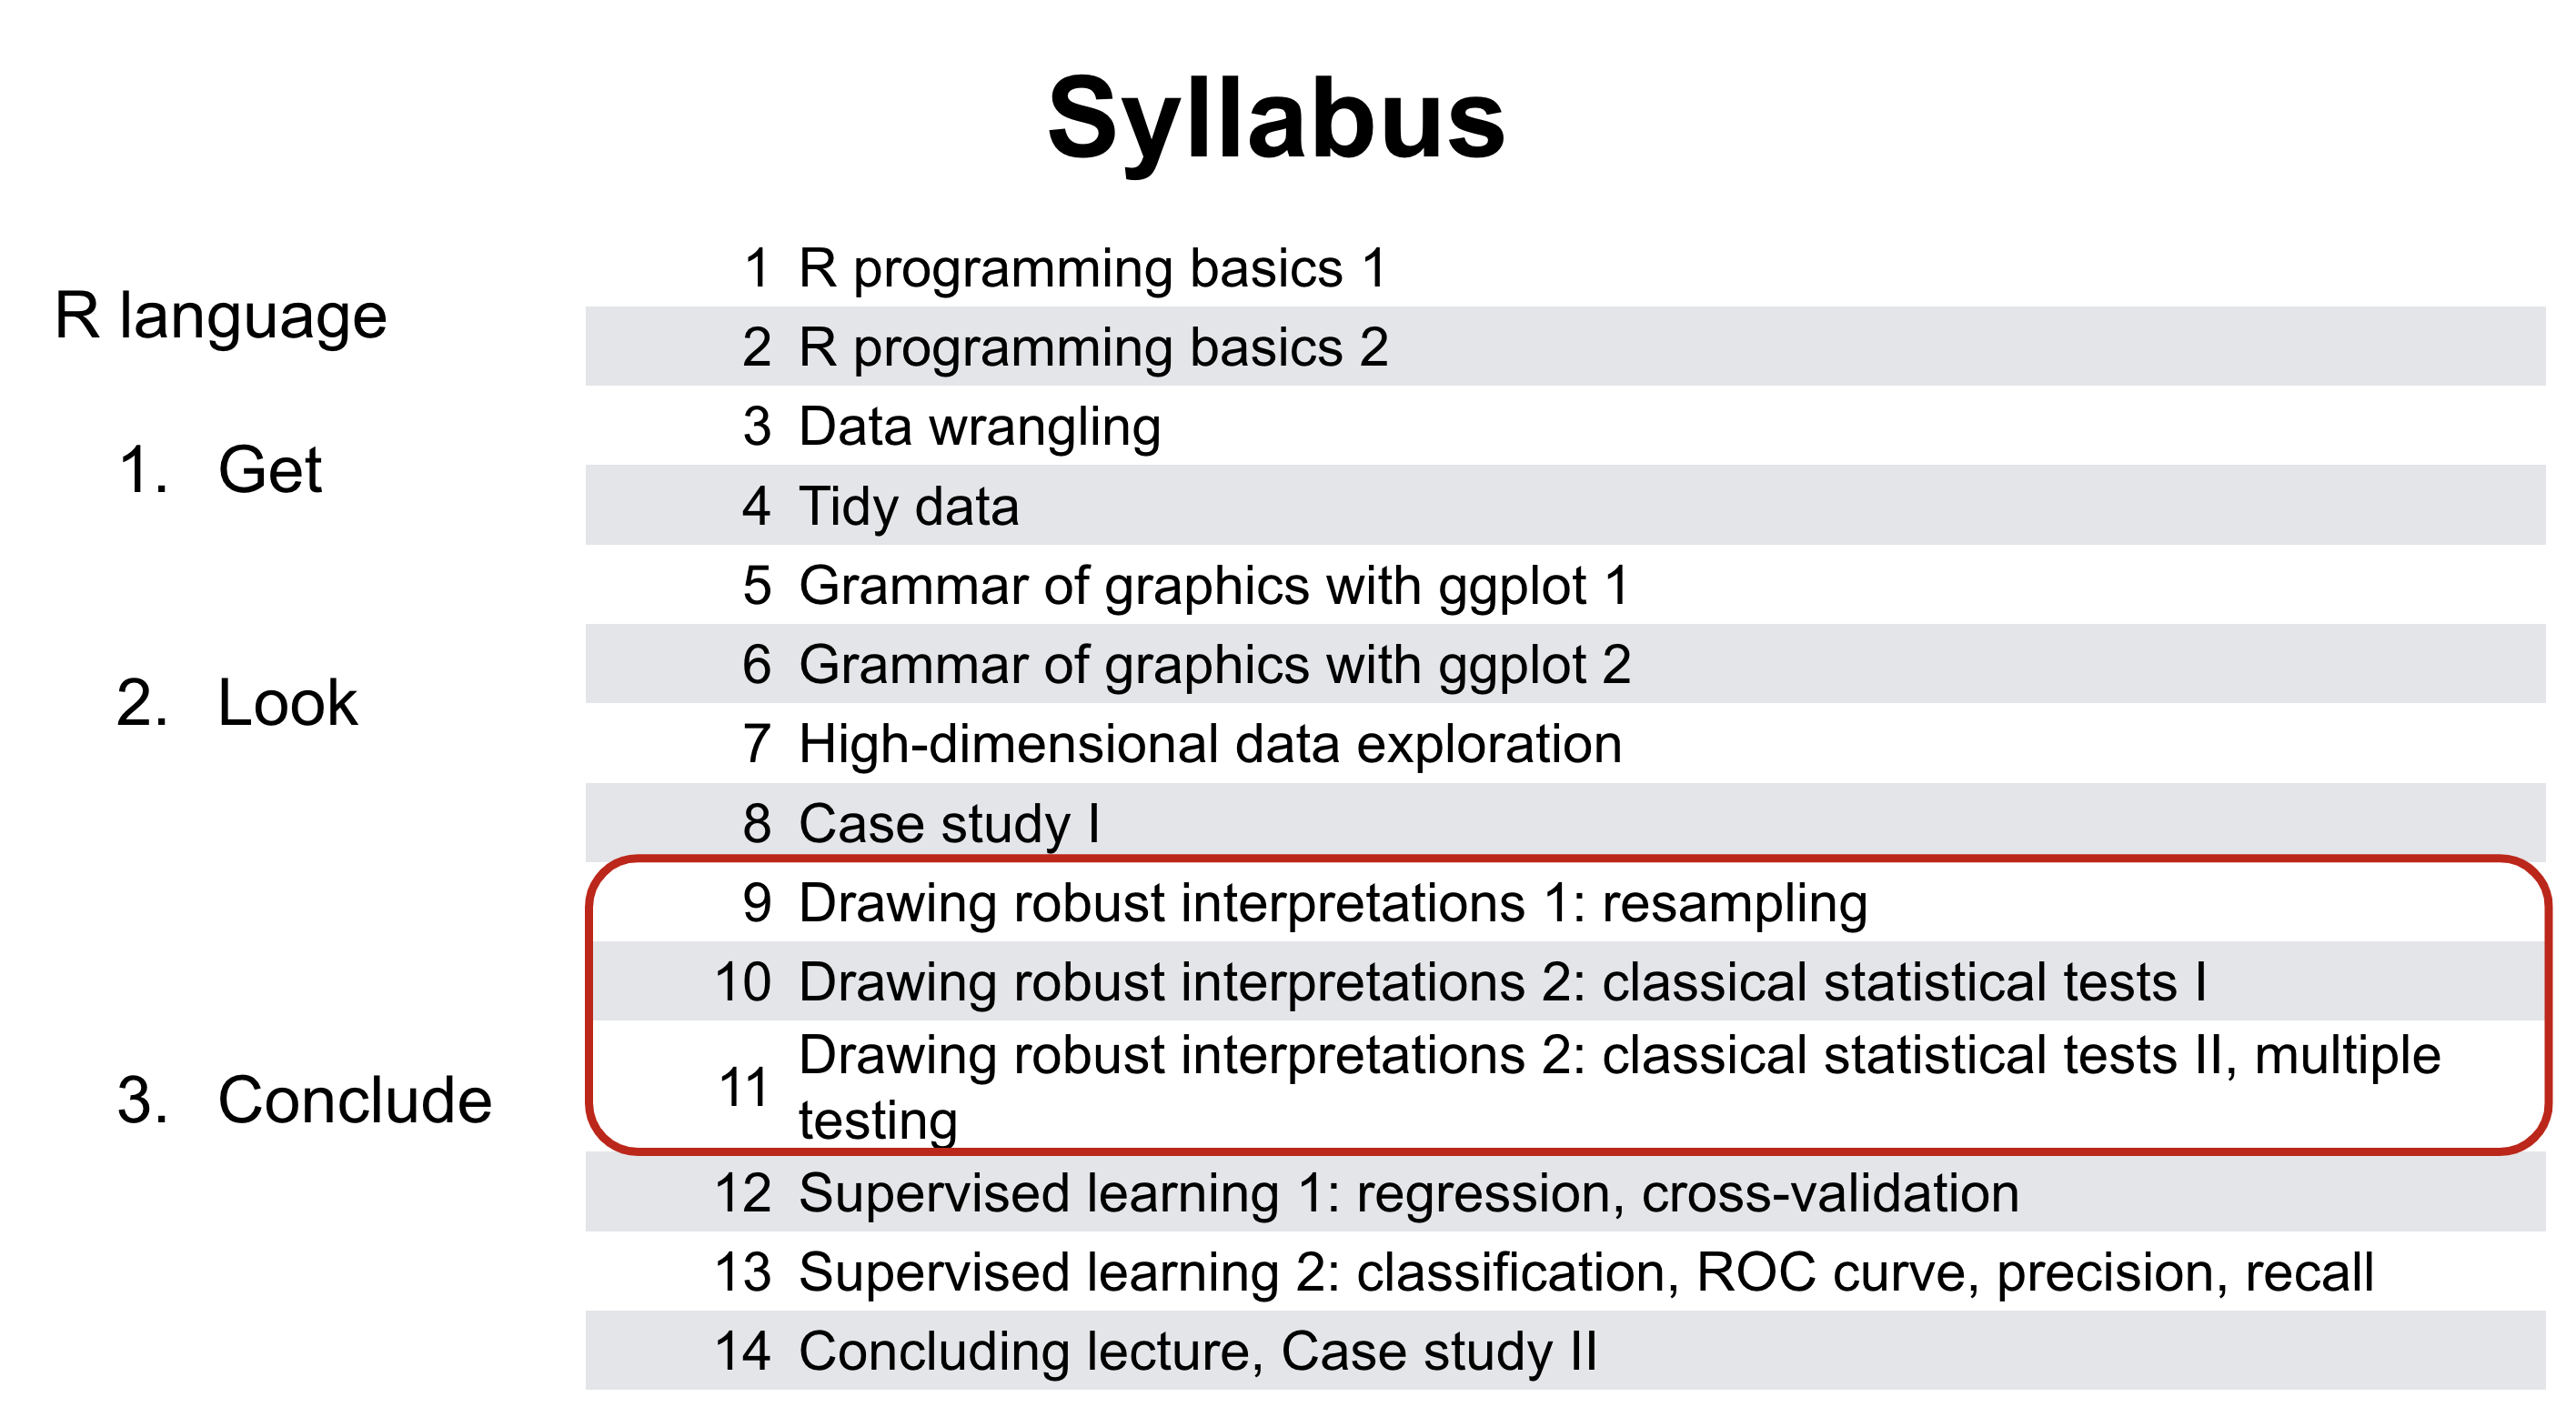 Syllabus
R language
1 R programming basics 1
2 R programming basics 2
1. Get
3 Data wrangling
4 Tidy data
2. Look
5 Grammar of graphics with ggplot 1
6 Grammar of graphics with ggplot 2
7 High-dimensional data exploration
8 Case study I
3. Conclude
9 Drawing robust interpretations 1: resampling
10 Drawing robust interpretations 2: classical statistical tests I
11 Drawing robust interpretations 2: classical statistical tests II, multiple
testing
12 Supervised learning 1: regression, cross-validation
13 Supervised learning 2: classification, ROC curve, precision, recall
14 Concluding lecture, Case study II